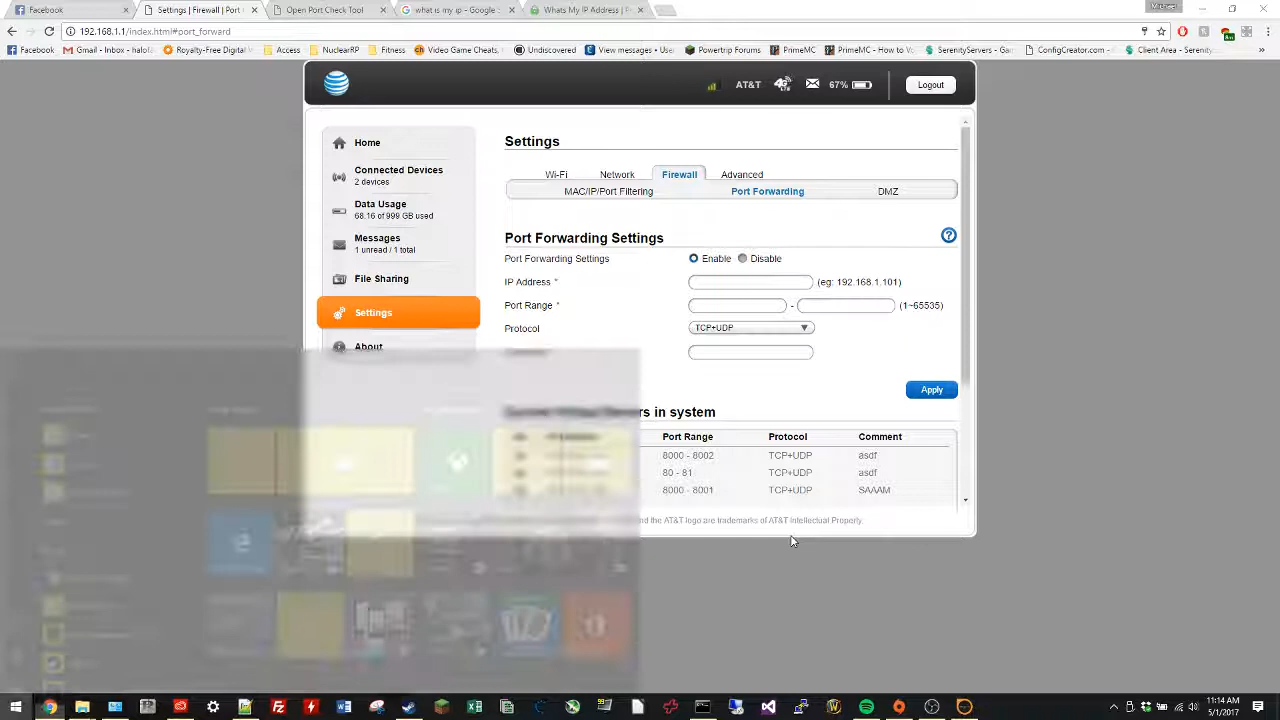 Facebook
Settings | Firewall | Port
Open Port Check Tool
what is my ip - Google
Whats My IP Address
192.168.1.1/index.html#port_forward
Facebook
Gmail - Inbox - halofa
Royalty-Free Digital
Access
NuclearRP
Fitness
Video Game Cheats,
Undiscovered
View messages • Use
Powertrip Forums
PrimeMC
PrimeMC - How to V
SerenityServers - Ga
ConfigCreator.com -
Client Area - Serenity
AT&T
67%
Logout
Home
Connected Devices
2 devices
Data Usage
68.16 of 999 GB used
Messages
1 unread / 1 total
File Sharing
Settings
About
Settings
Wi-Fi
Network
Firewall
Advanced
MAC/IP/Port Filtering
Port Forwarding
DMZ
Port Forwarding Settings
Port Forwarding Settings
Enable
Disable
IP Address *
(eg: 192.168.1.101)
Port Range *
-
(1~65535)
Protocol
TCP+UDP
Apply
rs in system
Port Range
Protocol
Comment
8000 - 8002
TCP+UDP
asdf
80 - 81
TCP+UDP
asdf
8000 - 8001
TCP+UDP
SAAAM
nd the AT&T logo are trademarks of AT&T Intellectual Property.
11:14 AM
5/1/2017